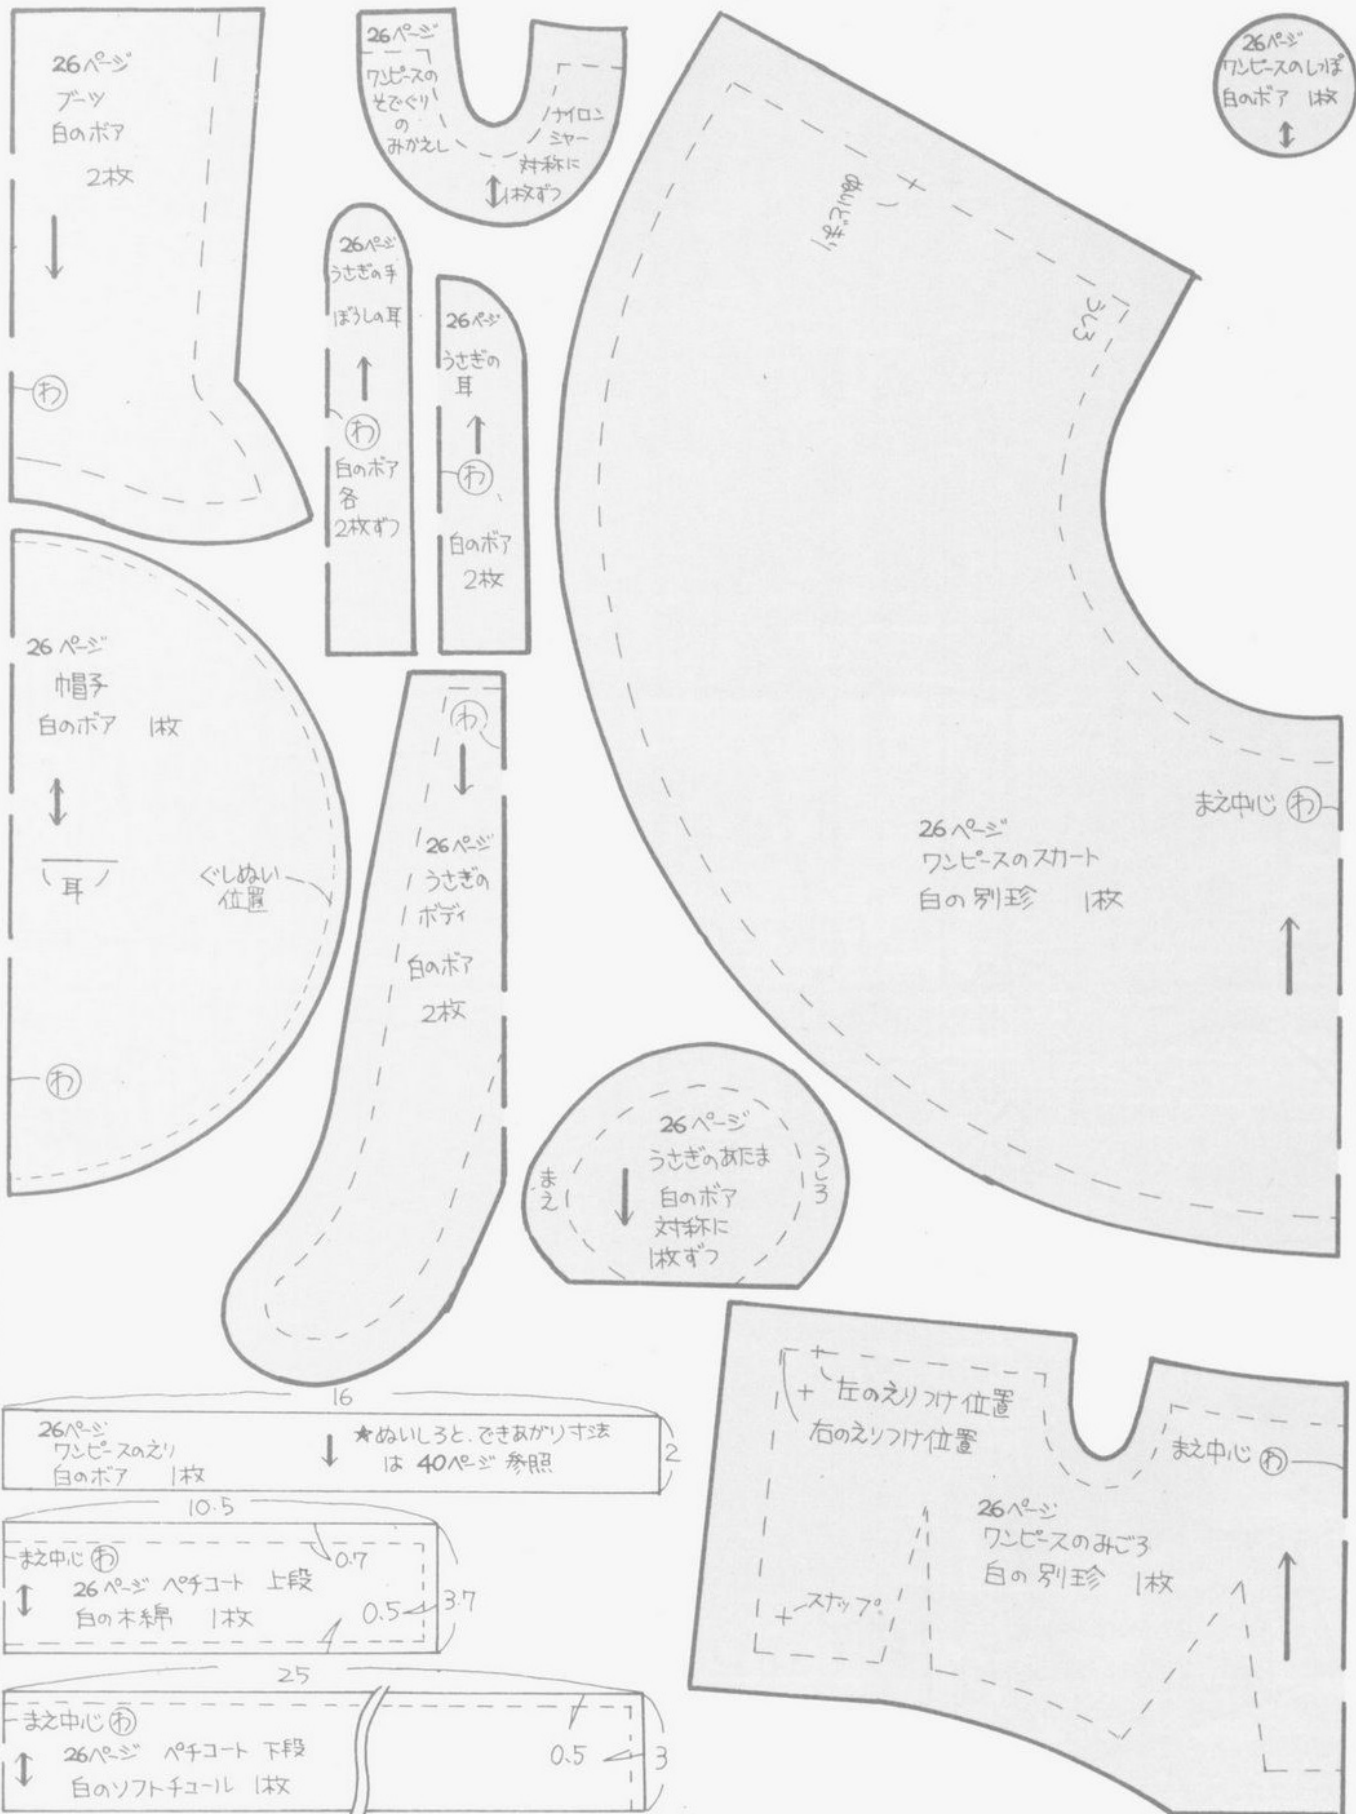 26ページ
ブーツ
白のボア
2枚
わ
26ページ
ワンピースの
そでぐり
の
みかえし
ナイロン
シャー
対称に
1枚ずつ
26ページ
ワンピースのしっぽ
白のボア 1枚
26ページ
うさぎの手
ぼうしの耳
わ
白のボア
各
2枚ずつ
26ページ
うさぎの
耳
わ
白のボア
2枚
ぬいどまり
うしろ
まえ中心 わ
26ページ
ワンピースのスカート
白の別珍 1枚
26ページ
帽子
白のボア 1枚
耳
ぐしぬい
位置
わ
わ
26ページ
うさぎの
ボディ
白のボア
2枚
26ページ
うさぎのあたま
白のボア
対称に
1枚ずつ
まえ
うしろ
16
26ページ
ワンピースのえり
白のボア 1枚
★ぬいしろと、できあがり寸法
は 40ページ参照
2
10.5
まえ中心 わ
26ページ ペチコート 上段
白の木綿 1枚
0.7
0.5
3.7
25
まえ中心 わ
26ページ ペチコート 下段
白のソフトチュール 1枚
0.5
3
左のえりつけ位置
右のえりつけ位置
まえ中心 わ
26ページ
ワンピースのみごろ
白の別珍 1枚
スナップ